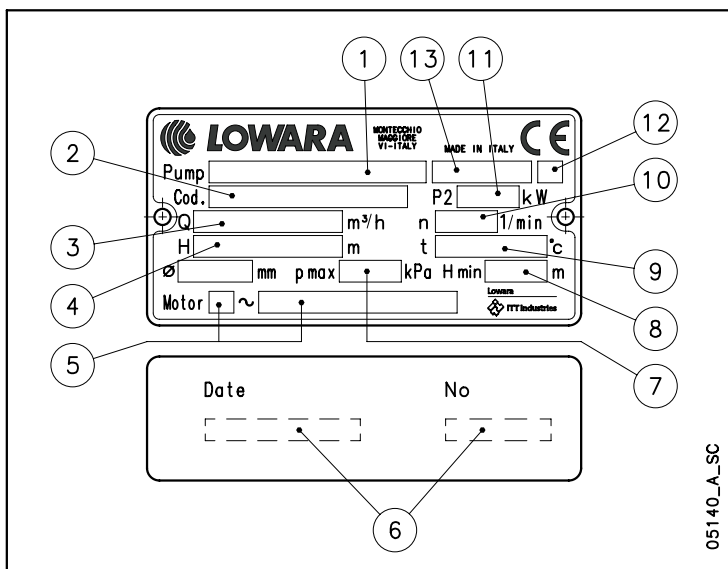 1 13 11
LOWARA MONTECCHIO MAGGIORE VI-ITALY MADE IN ITALY CE
12
2
Pump
Cod. P2 kW
10
3 Q m³/h n 1/min
H m t °c
4 9
ø mm p max kPa H min m
Motor ~ Lowara ITT Industries
8
5 7
Date No
6
05140_A_SC